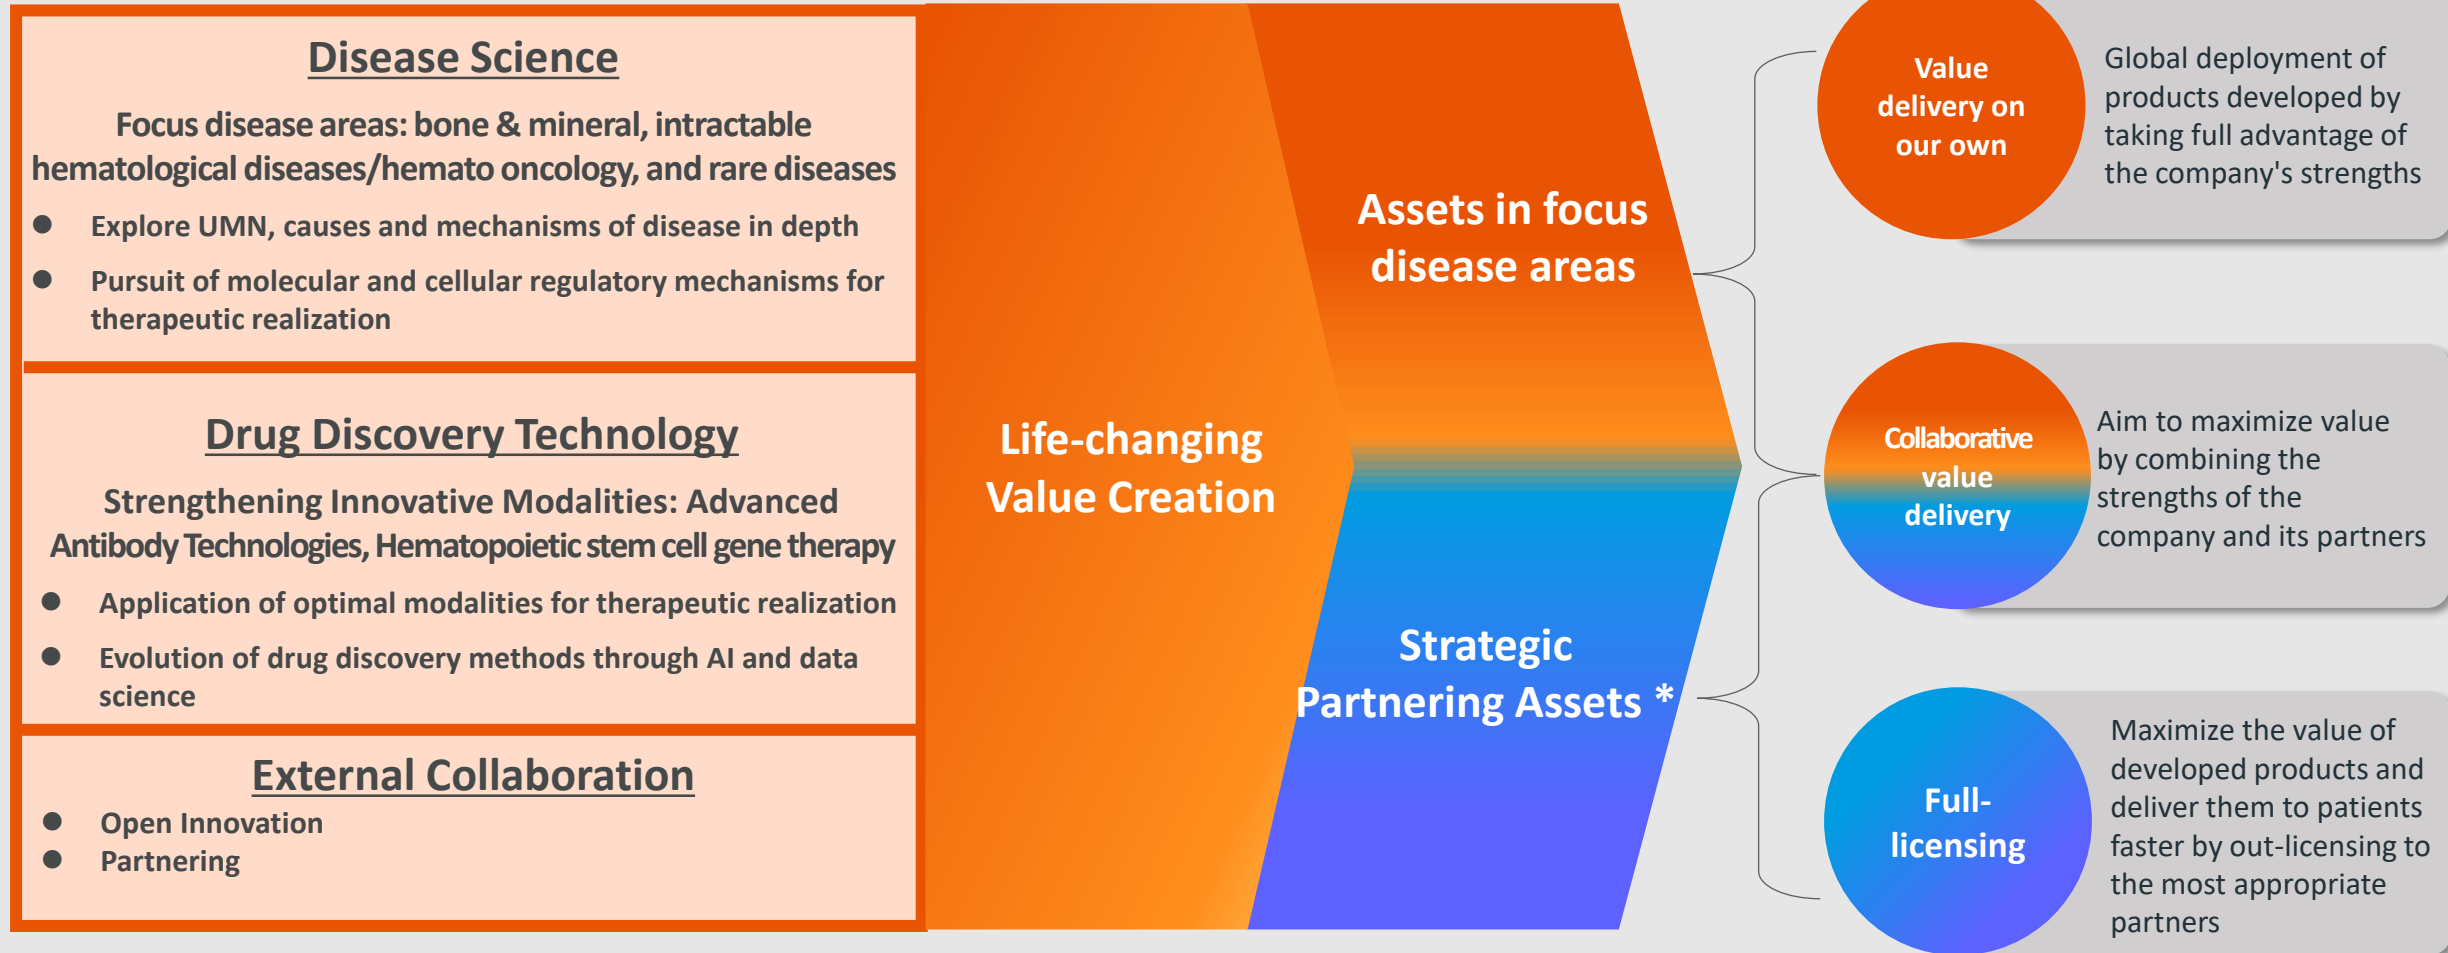 Disease Science
Focus disease areas: bone & mineral, intractable
hematological diseases/hemato oncology, and rare diseases
● Explore UMN, causes and mechanisms of disease in depth
● Pursuit of molecular and cellular regulatory mechanisms for
therapeutic realization
Drug Discovery Technology
Strengthening Innovative Modalities: Advanced
Antibody Technologies, Hematopoietic stem cell gene therapy
● Application of optimal modalities for therapeutic realization
● Evolution of drug discovery methods through AI and data
science
External Collaboration
● Open Innovation
● Partnering
Life-changing
Value Creation
Assets in focus
disease areas
Strategic
Partnering Assets *
Value
delivery on
our own
Global deployment of
products developed by
taking full advantage of
the company's strengths
Collaborative
value
delivery
Aim to maximize value
by combining the
strengths of the
company and its partners
Full-
licensing
Maximize the value of
developed products and
deliver them to patients
faster by out-licensing to
the most appropriate
partners